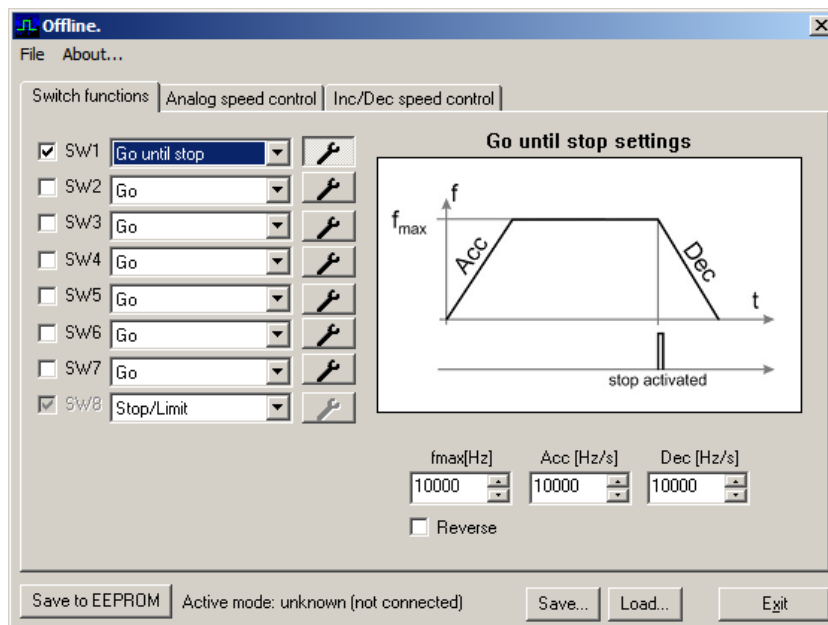 Offline.
File About...
Switch functions Analog speed control Inc/Dec speed control
SW1 Go until stop
SW2 Go
SW3 Go
SW4 Go
SW5 Go
SW6 Go
SW7 Go
SW8 Stop/Limit
Go until stop settings
f
fmax
Acc
Dec
t
stop activated
fmax[Hz] Acc [Hz/s] Dec [Hz/s]
10000 10000 10000
Reverse
Save to EEPROM Active mode: unknown (not connected) Save... Load... Exit